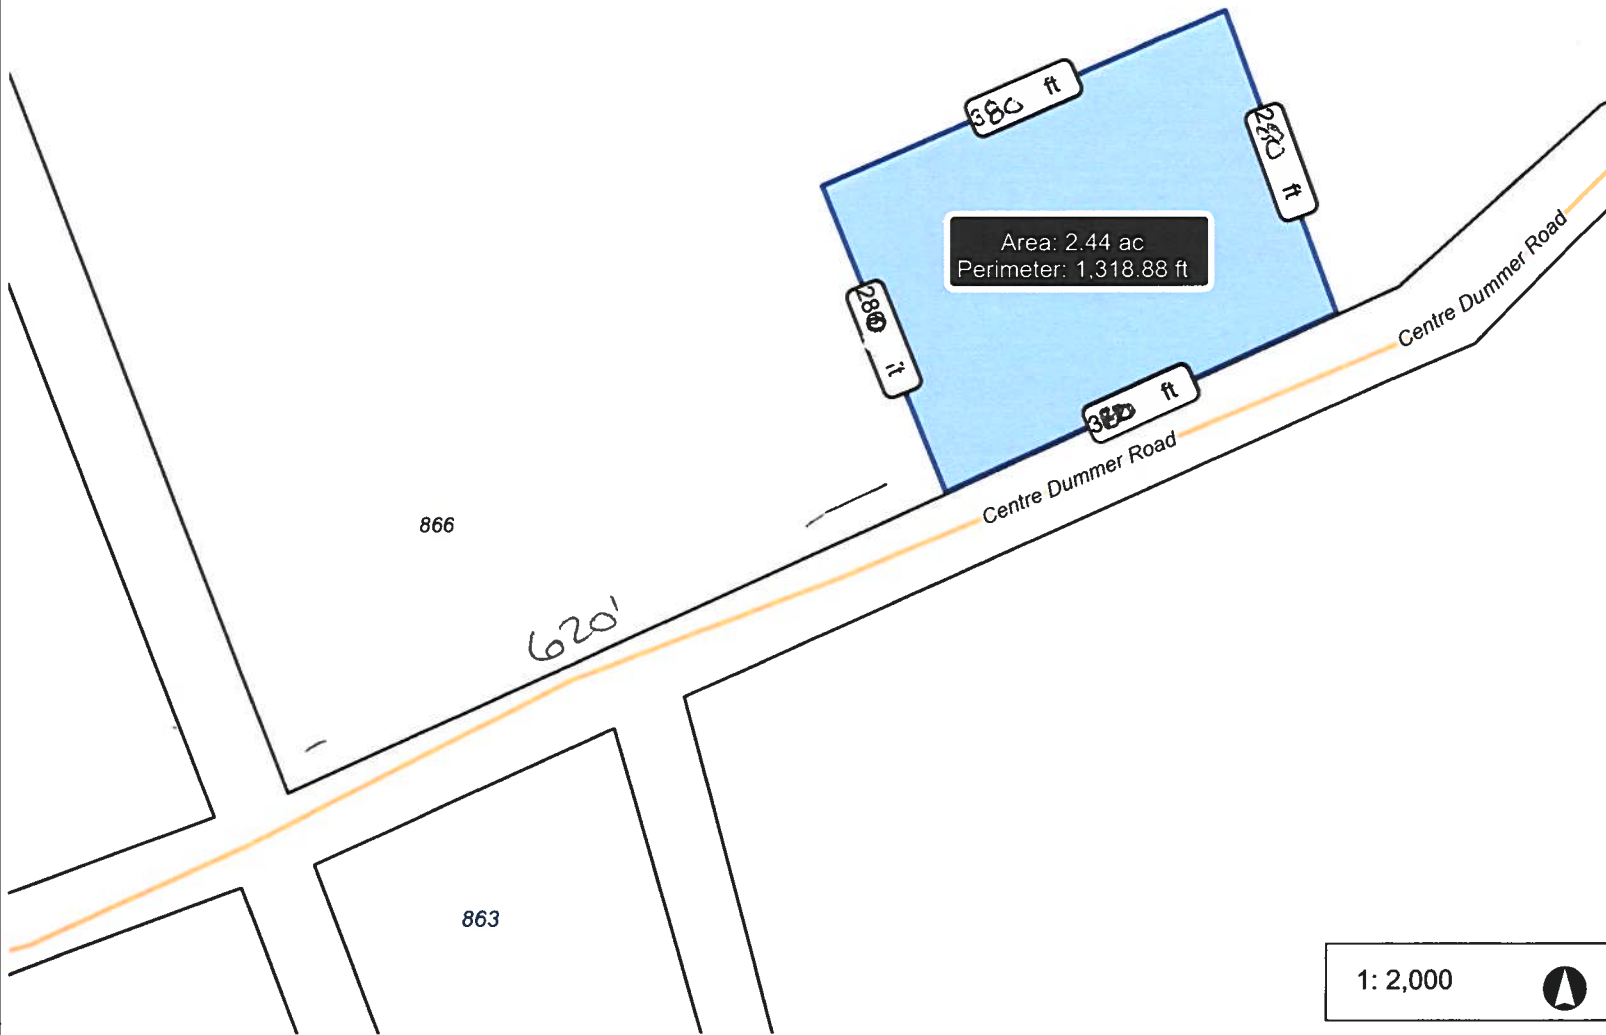 380 ft
280 ft
Area: 2.44 ac
Perimeter: 1,318.88 ft
280 ft
380 ft
Centre Dummer Road
Centre Dummer Road
866
620'
863
1: 2,000